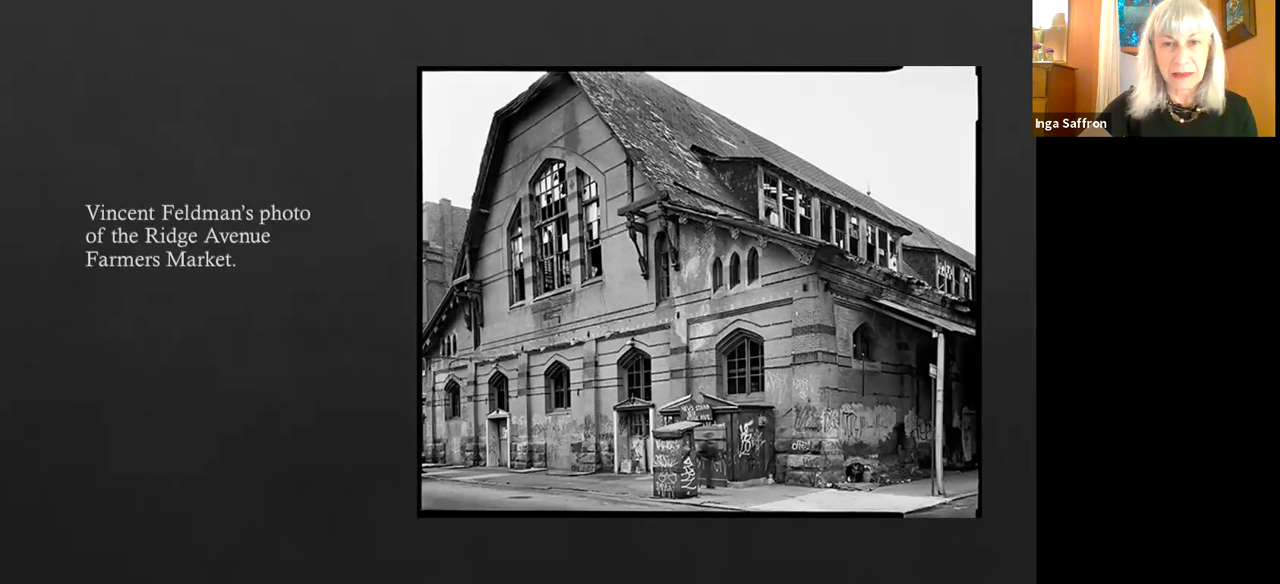 Vincent Feldman’s photo
of the Ridge Avenue
Farmers Market.
Inga Saffron